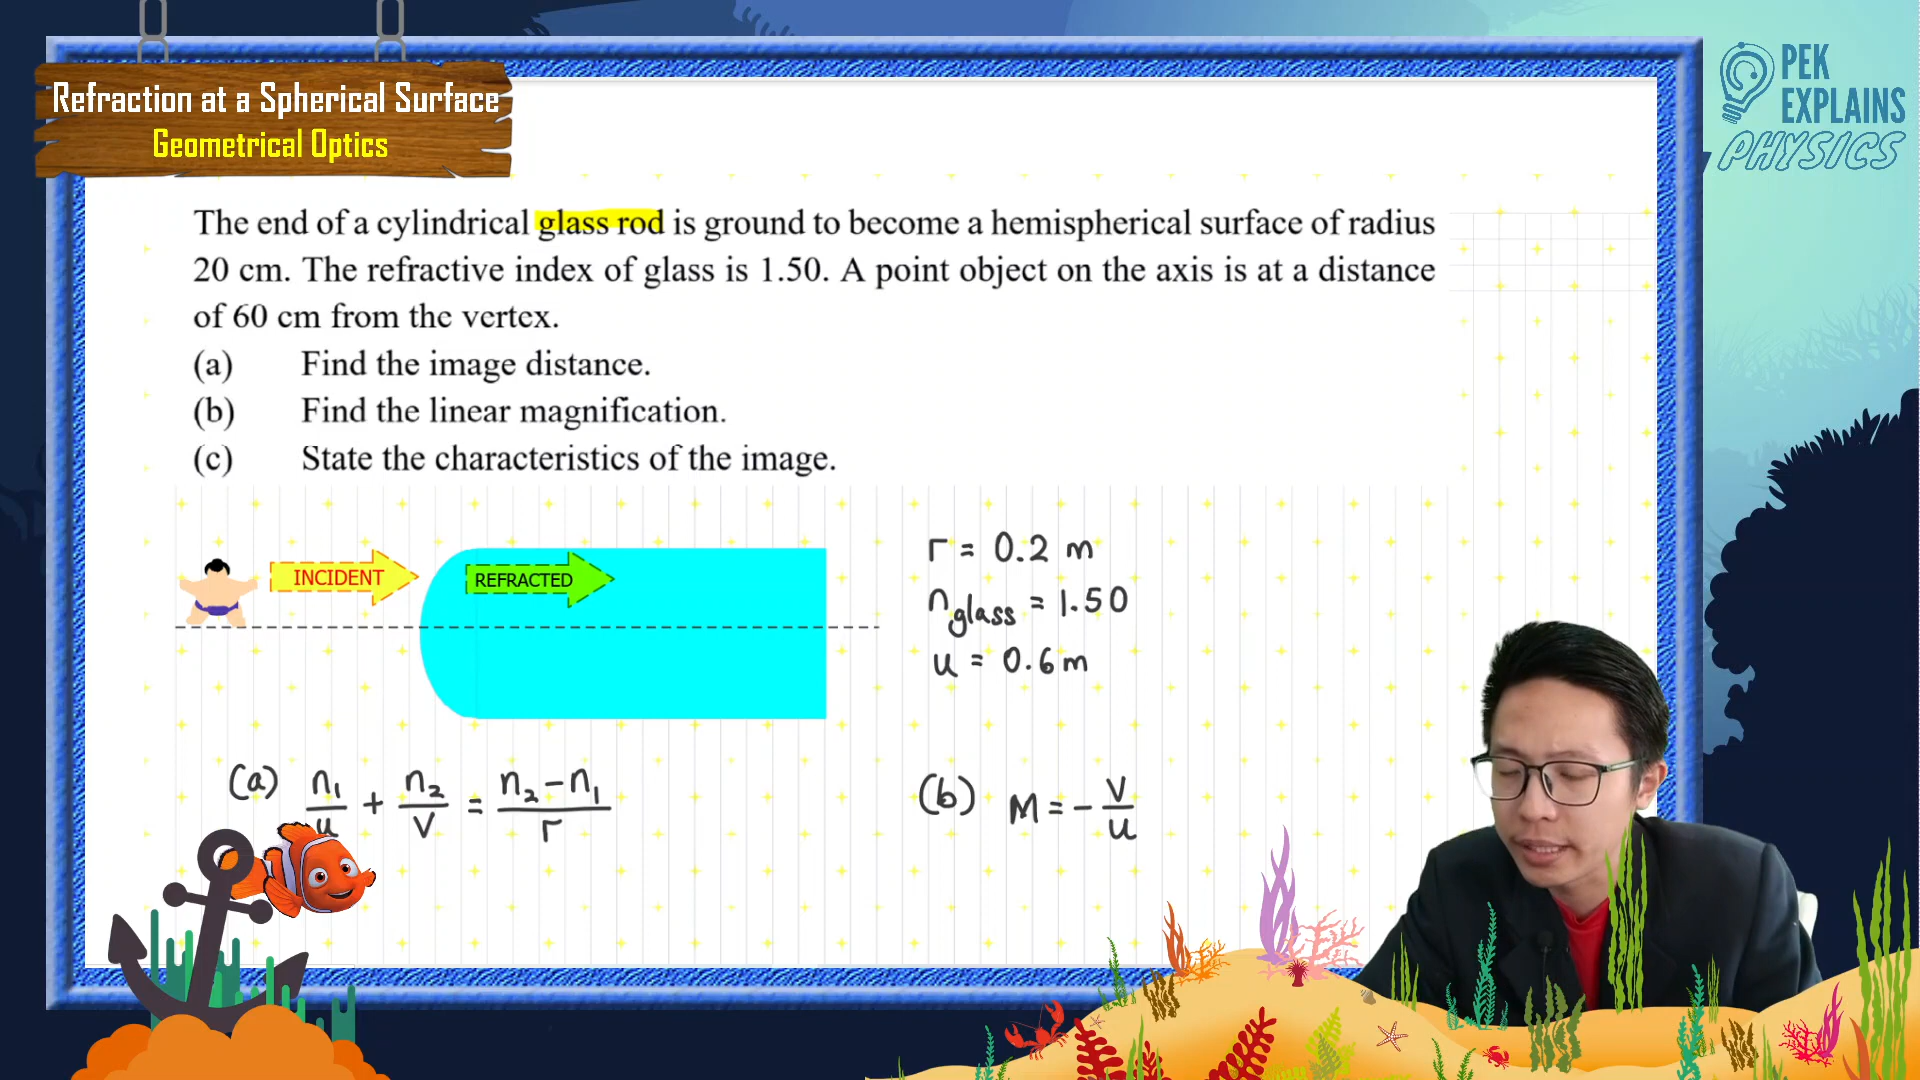 Refraction at a Spherical Surface
Geometrical Optics
PEK
EXPLAINS
PHYSICS
The end of a cylindrical glass rod is ground to become a hemispherical surface of radius
20 cm. The refractive index of glass is 1.50. A point object on the axis is at a distance
of 60 cm from the vertex.
(a) Find the image distance.
(b) Find the linear magnification.
(c) State the characteristics of the image.
INCIDENT
REFRACTED
r = 0.2 m
n_glass = 1.50
u = 0.6 m
(a) n₁/u + n₂/v = (n₂ - n₁)/r
(b) M = - v/u